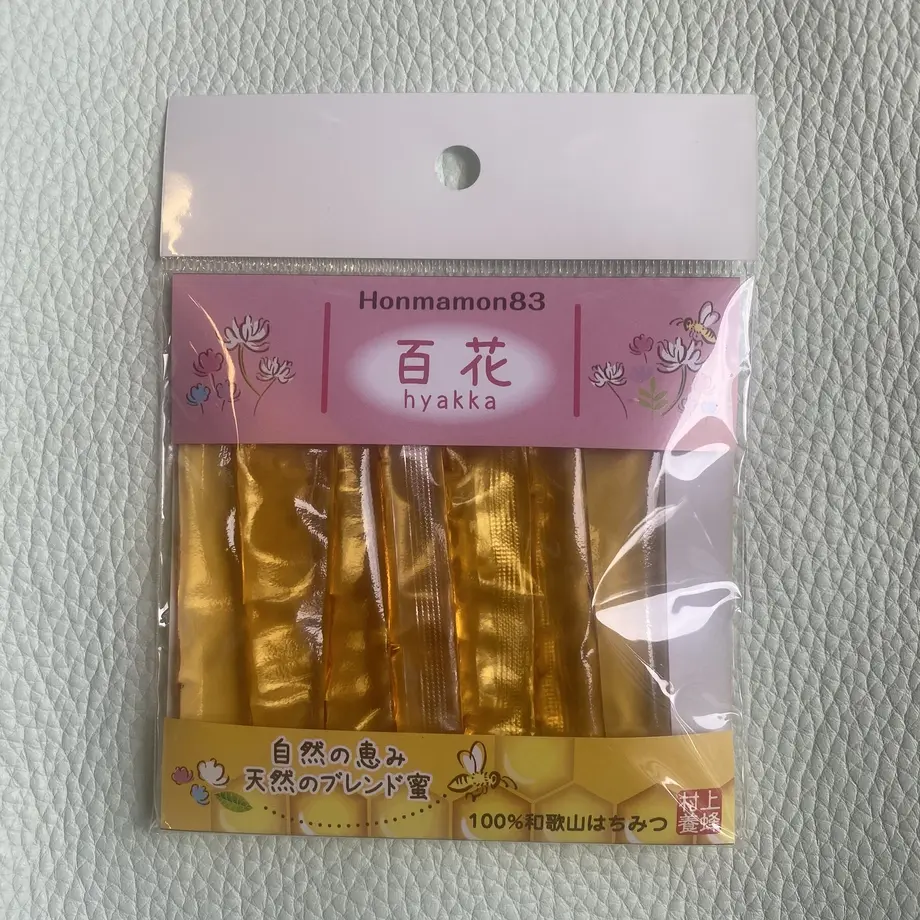 Honmamon83
百花
hyakka
自然の恵み
天然のブレンド蜜
100%和歌山はちみつ
村上
養蜂